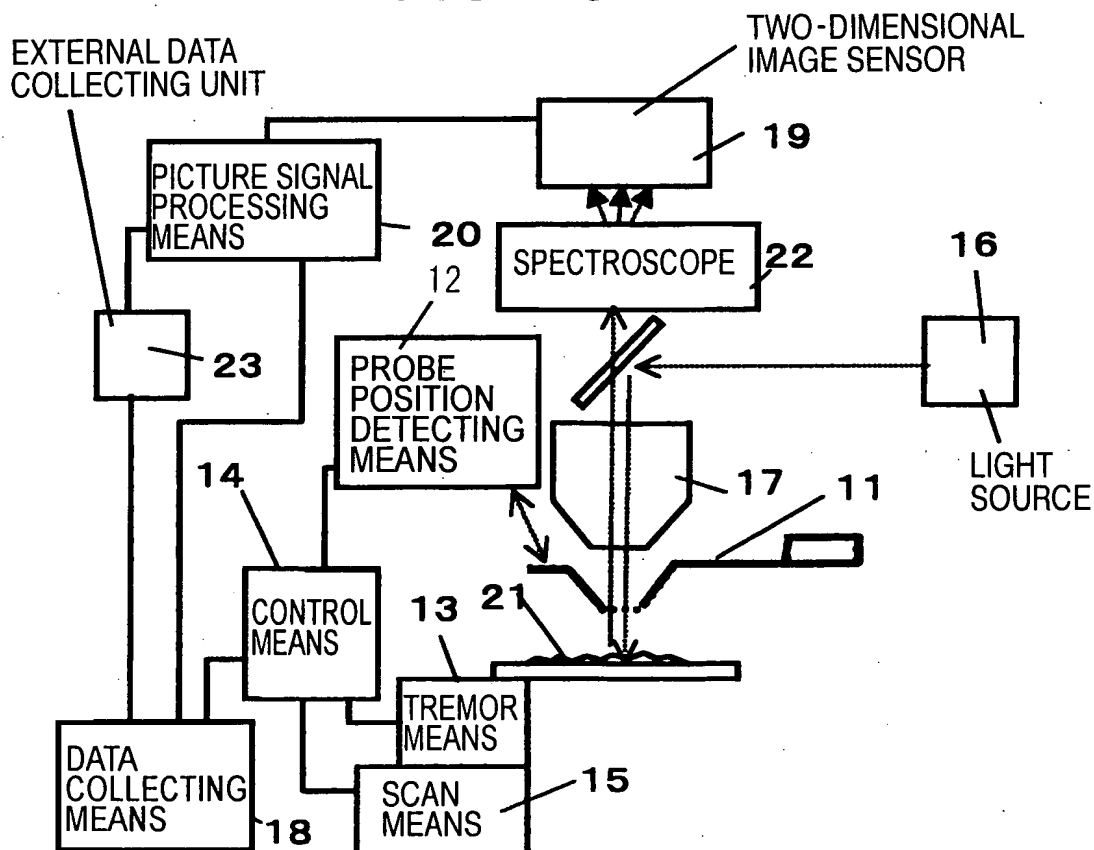 TWO-DIMENSIONAL
IMAGE SENSOR
EXTERNAL DATA
COLLECTING UNIT
19
PICTURE SIGNAL
PROCESSING
MEANS
20
SPECTROSCOPE
22
16
12
23
PROBE
POSITION
DETECTING
MEANS
LIGHT
SOURCE
17
11
14
21
13
CONTROL
MEANS
TREMOR
MEANS
DATA
COLLECTING
MEANS
18
SCAN
MEANS
15